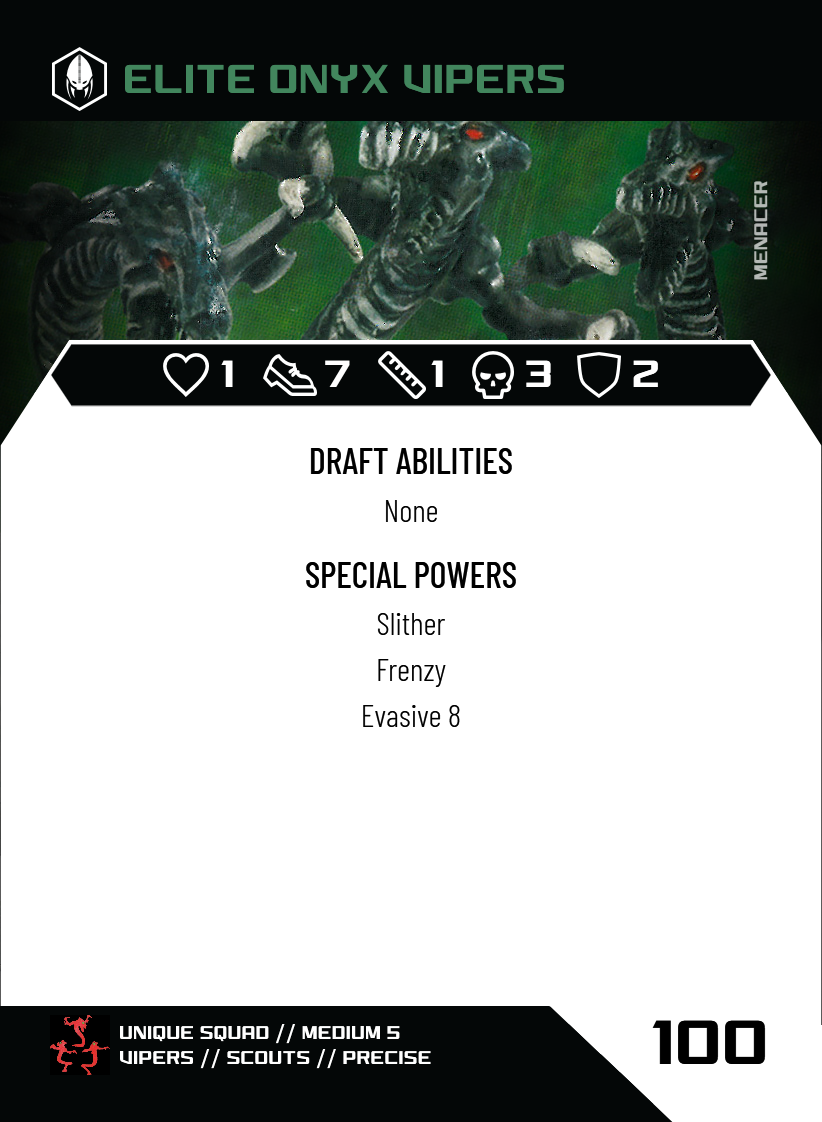 ELITE ONYX VIPERS
MENACER
1 7 1 3 2
DRAFT ABILITIES
None
SPECIAL POWERS
Slither
Frenzy
Evasive 8
UNIQUE SQUAD // MEDIUM 5
VIPERS // SCOUTS // PRECISE
100